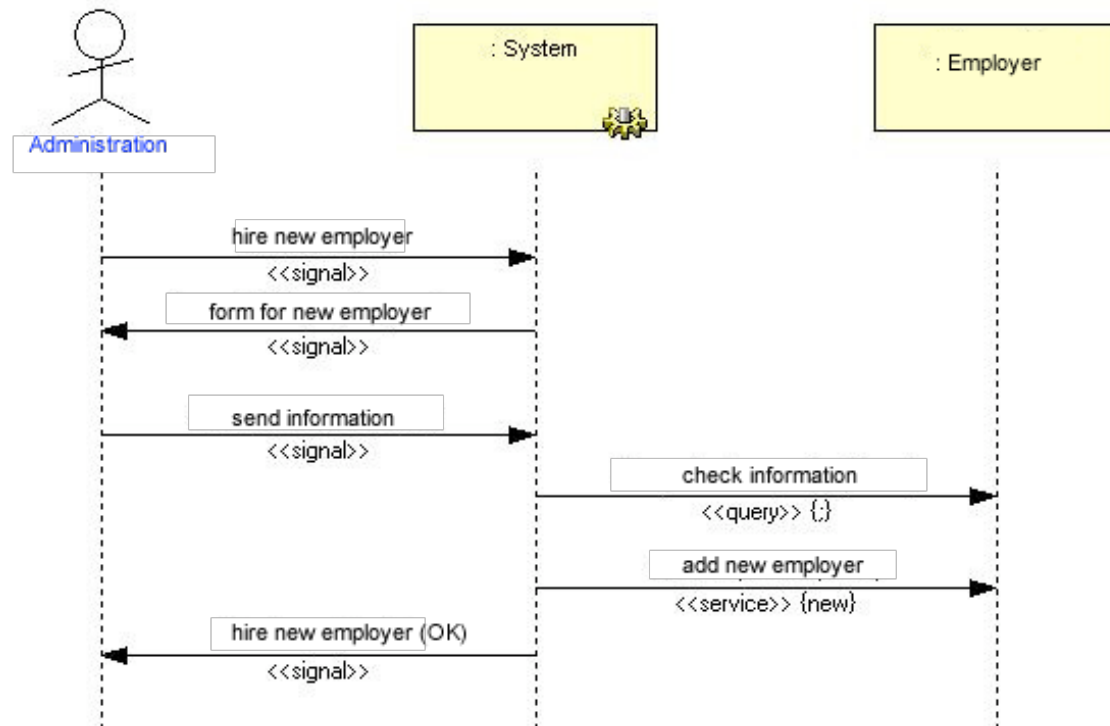 : System
: Employer
Administration
hire new employer
<<signal>>
form for new employer
<<signal>>
send information
<<signal>>
check information
<<query>> {;}
add new employer
<<service>> {new}
hire new employer (OK)
<<signal>>